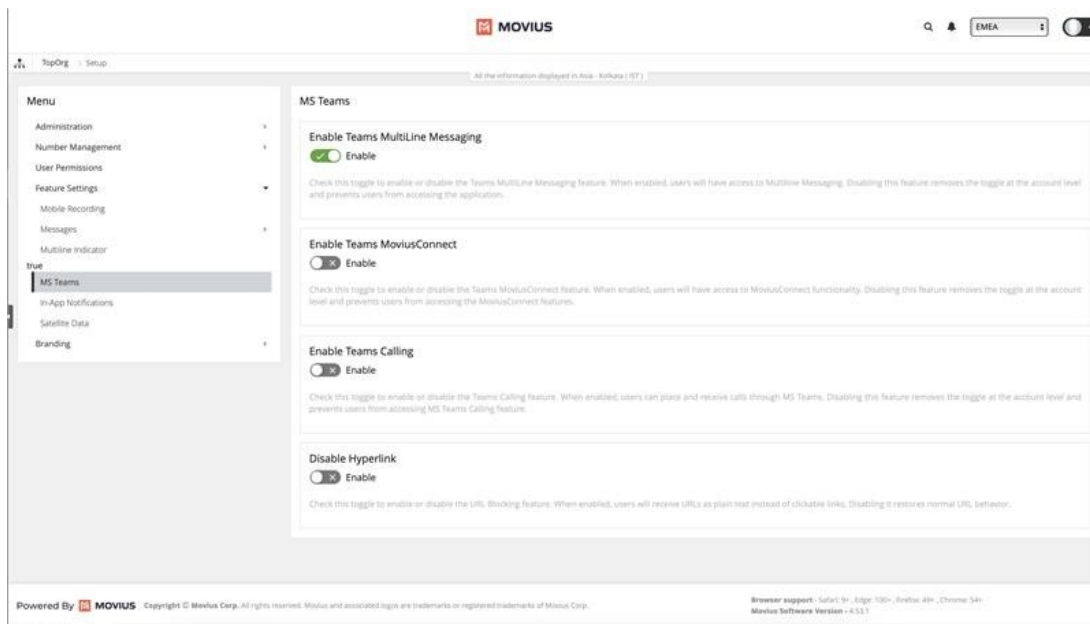 MOVIUS
EMEA
TopOrg
Setup
All the information displayed in Asia - Kolkata ( IST )
Menu
Administration
Number Management
User Permissions
Feature Settings
Mobile Recording
Messages
Multiline Indicator
true
MS Teams
In-App Notifications
Satellite Data
Branding
MS Teams
Enable Teams MultiLine Messaging
Enable
Check this toggle to enable or disable the Teams MultiLine Messaging feature. When enabled, users will have access to Multiline Messaging. Disabling this feature removes the toggle at the account level
and prevents users from accessing the application.
Enable Teams MoviusConnect
Enable
Check this toggle to enable or disable the Teams MoviusConnect feature. When enabled, users will have access to MoviusConnect functionality. Disabling this feature removes the toggle at the account
level and prevents users from accessing the MoviusConnect features.
Enable Teams Calling
Enable
Check this toggle to enable or disable the Teams Calling feature. When enabled, users can place and receive calls through MS Teams. Disabling this feature removes the toggle at the account level and
prevents users from accessing MS Teams Calling feature.
Disable Hyperlink
Enable
Check this toggle to enable or disable the URL Blocking feature. When enabled, users will receive URLs as plain text instead of clickable links. Disabling it restores normal URL behavior.
Powered By MOVIUS Copyright © Movius Corp. All rights reserved. Movius and associated logos are trademarks or registered trademarks of Movius Corp.
Browser support - Safari: 9+ , Edge: 100+ , Firefox: 49+ , Chrome: 54+
Movius Software Version - 4.53.1